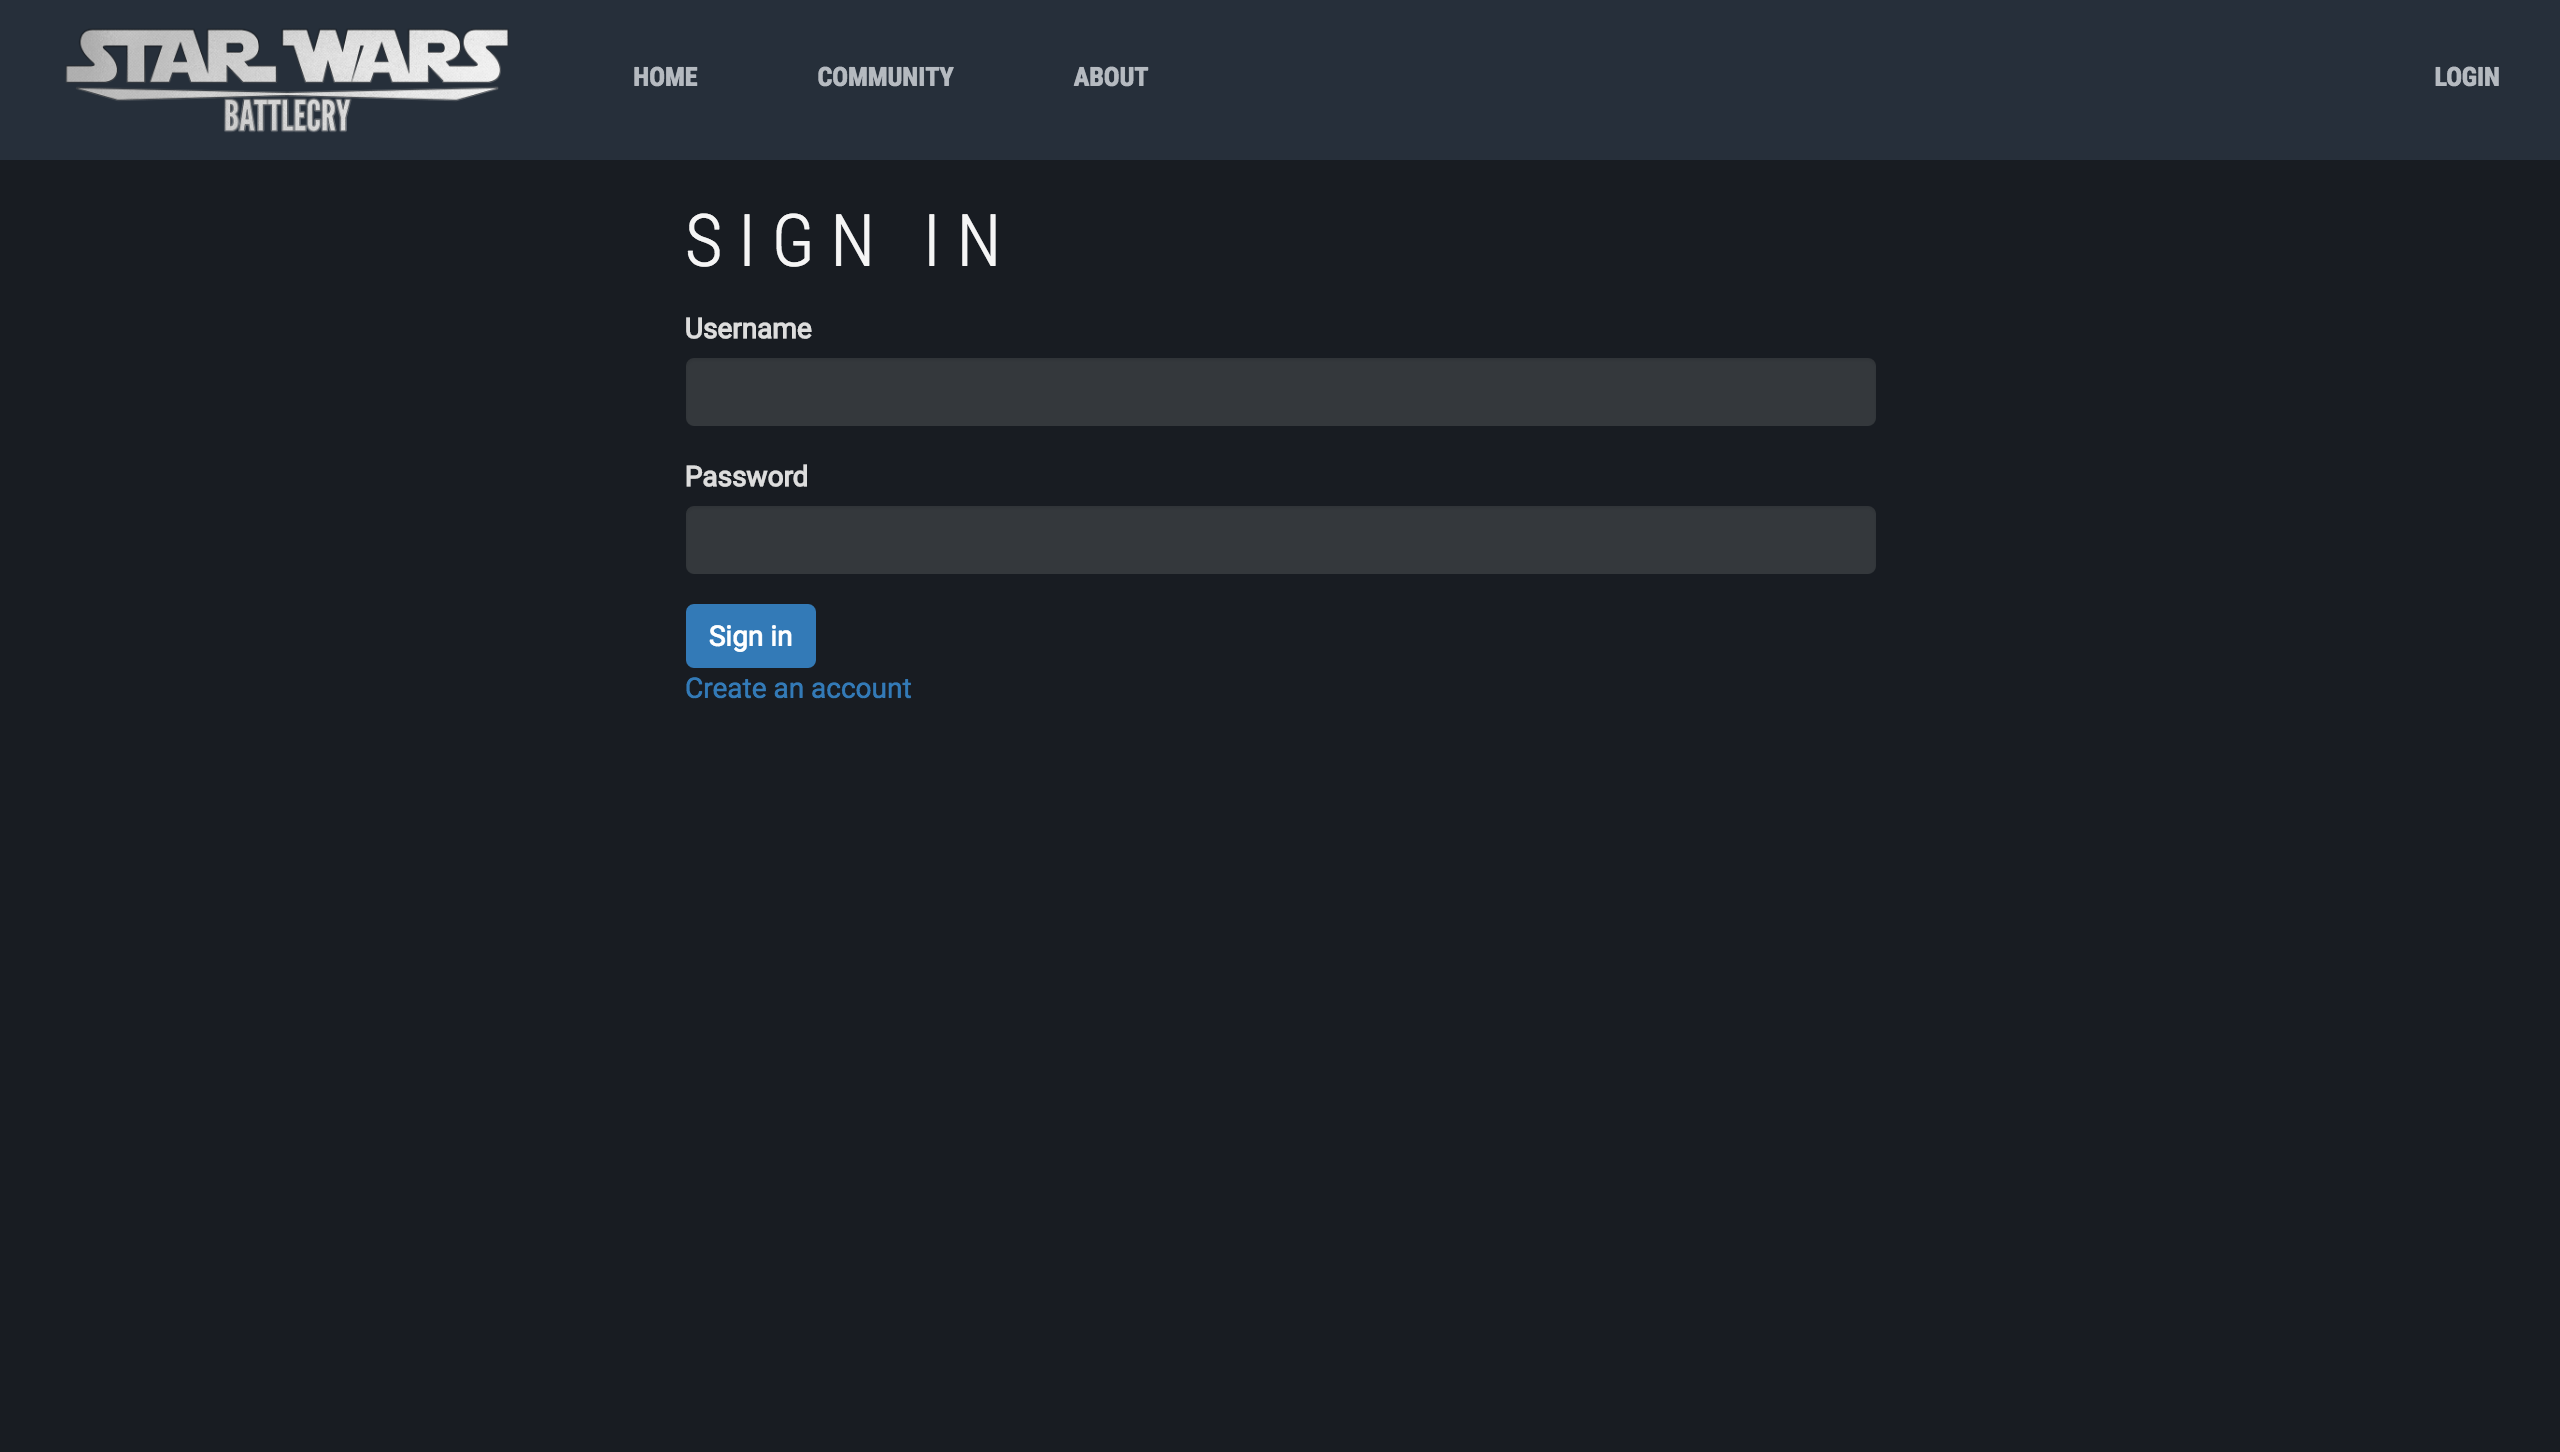 STAR WARS
BATTLECRY
HOME COMMUNITY ABOUT LOGIN
SIGN IN
Username
Password
Sign in
Create an account